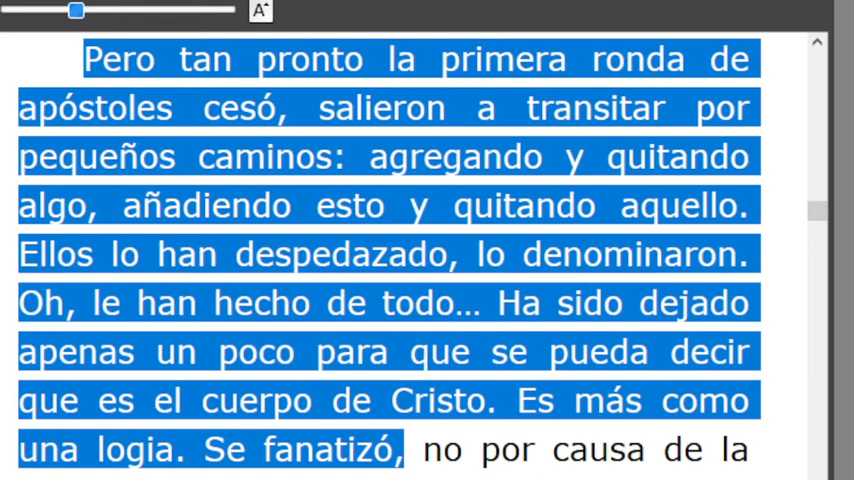 A
Pero tan pronto la primera ronda de
apóstoles cesó, salieron a transitar por
pequeños caminos: agregando y quitando
algo, añadiendo esto y quitando aquello.
Ellos lo han despedazado, lo denominaron.
Oh, le han hecho de todo... Ha sido dejado
apenas un poco para que se pueda decir
que es el cuerpo de Cristo. Es más como
una logia. Se fanatizó, no por causa de la